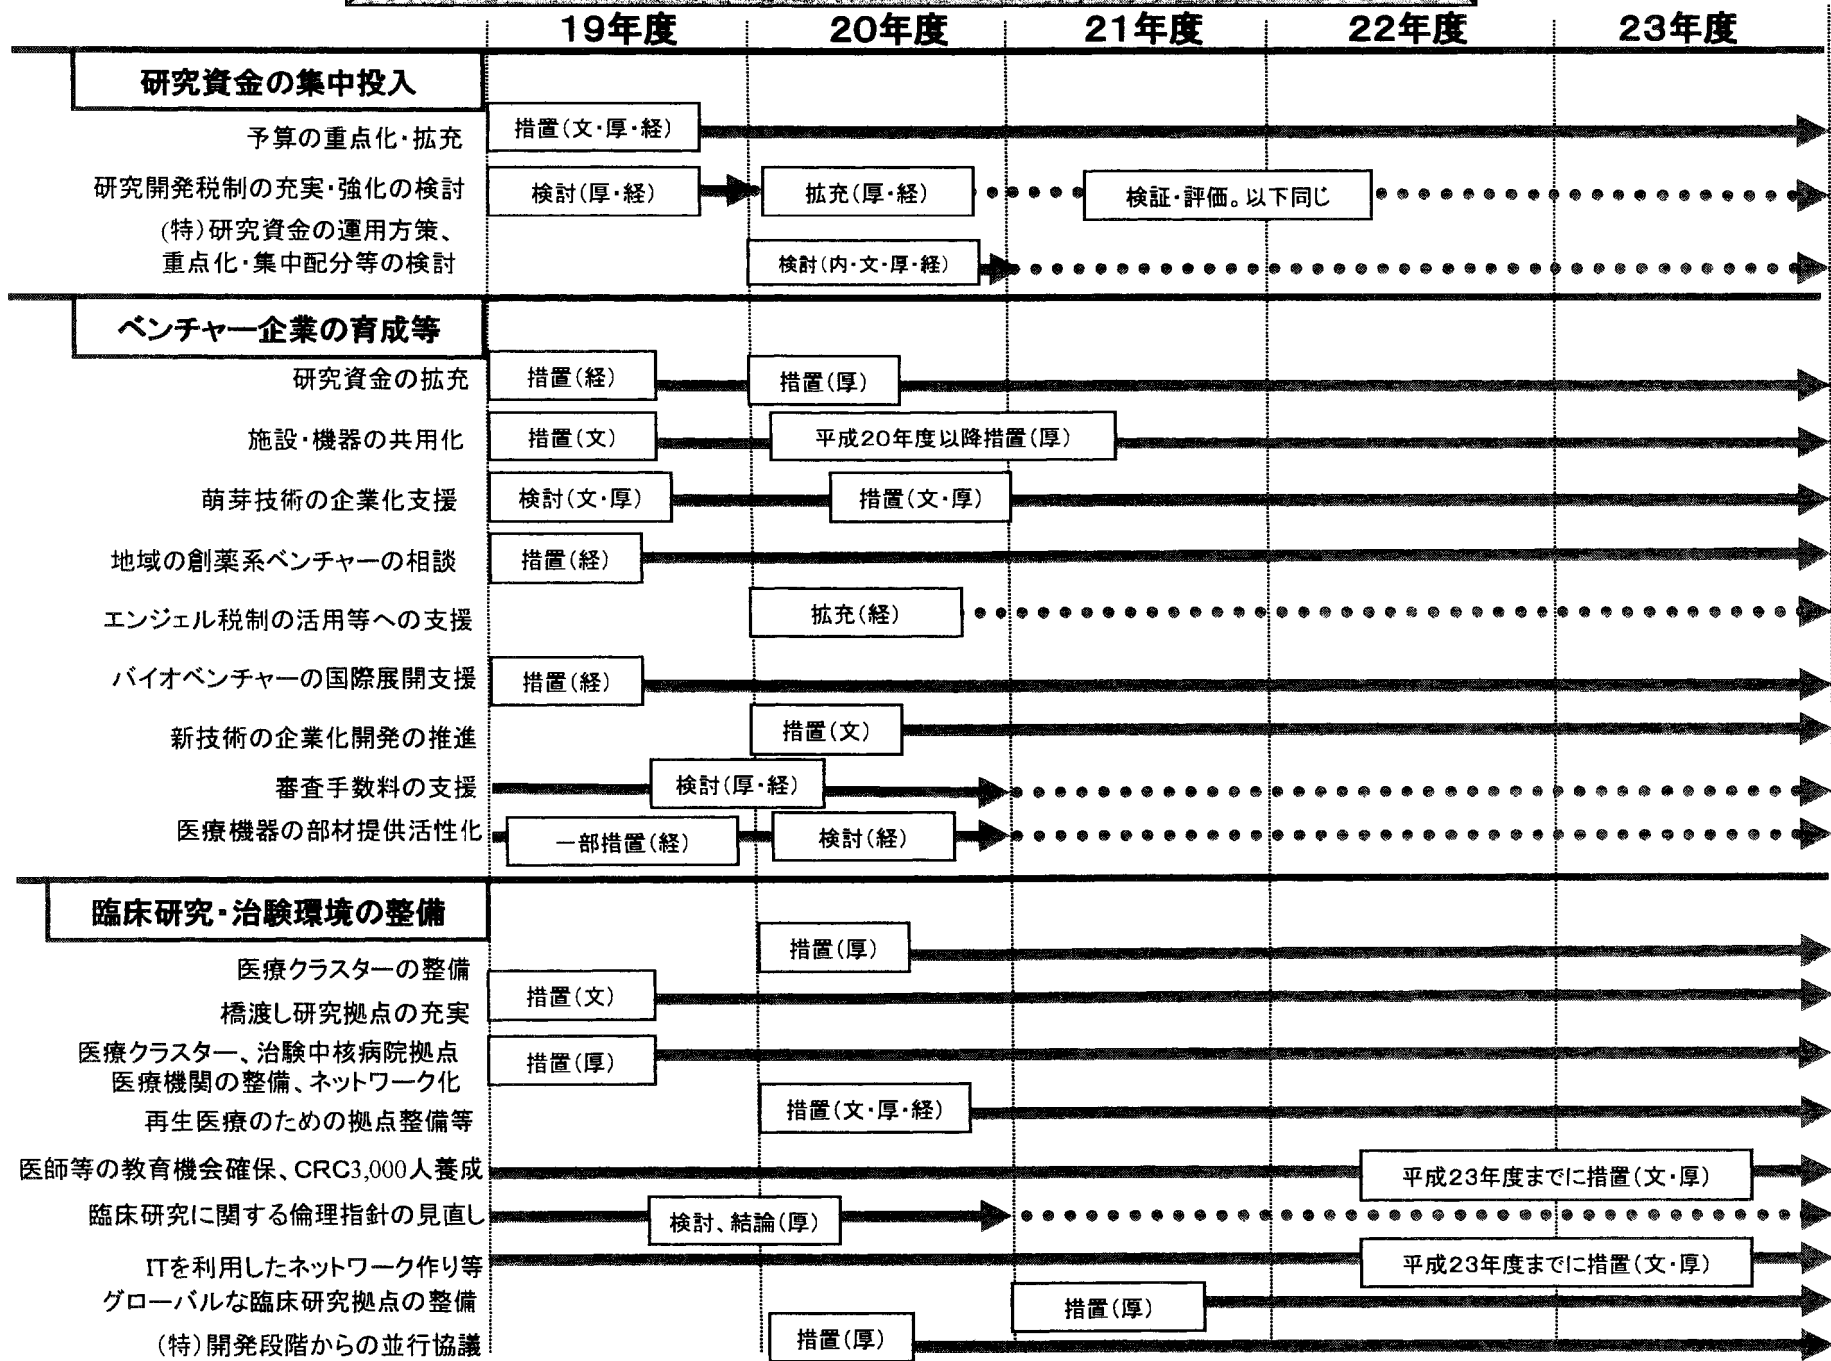 19年度 20年度 21年度 22年度 23年度
研究資金の集中投入
予算の重点化・拡充 措置(文・厚・経)
研究開発税制の充実・強化の検討 検討(厚・経) 拡充(厚・経) 検証・評価。以下同じ
(特)研究資金の運用方策、
重点化・集中配分等の検討 検討(内・文・厚・経)
ベンチャー企業の育成等
研究資金の拡充 措置(経) 措置(厚)
施設・機器の共用化 措置(文) 平成20年度以降措置(厚)
萌芽技術の企業化支援 検討(文・厚) 措置(文・厚)
地域の創薬系ベンチャーの相談 措置(経)
エンジェル税制の活用等への支援 拡充(経)
バイオベンチャーの国際展開支援 措置(経)
新技術の企業化開発の推進 措置(文)
審査手数料の支援 検討(厚・経)
医療機器の部材提供活性化 一部措置(経) 検討(経)
臨床研究・治験環境の整備
医療クラスターの整備 措置(厚)
橋渡し研究拠点の充実 措置(文)
医療クラスター、治験中核病院拠点 措置(厚)
医療機関の整備、ネットワーク化
再生医療のための拠点整備等 措置(文・厚・経)
医師等の教育機会確保、CRC3,000人養成 平成23年度までに措置(文・厚)
臨床研究に関する倫理指針の見直し 検討、結論(厚)
ITを利用したネットワーク作り等 平成23年度までに措置(文・厚)
グローバルな臨床研究拠点の整備 措置(厚)
(特)開発段階からの並行協議 措置(厚)